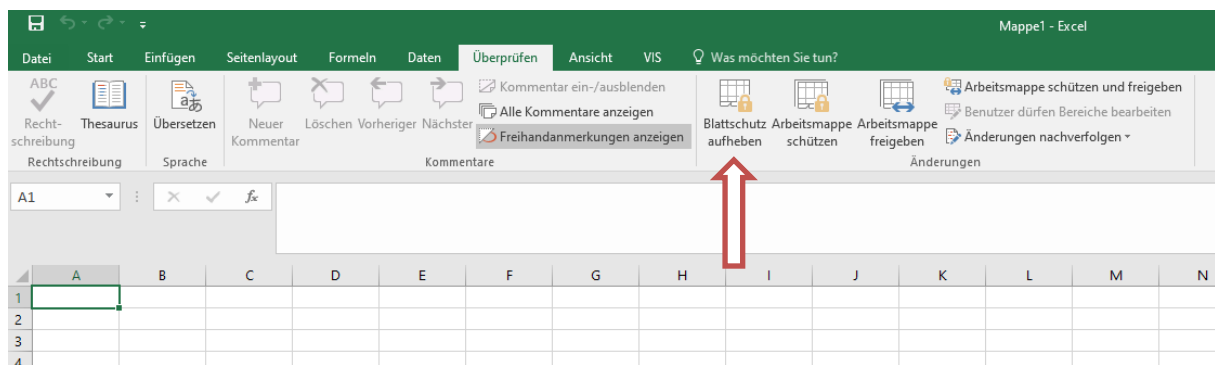 Mappe1 - Excel
Datei Start Einfügen Seitenlayout Formeln Daten Überprüfen Ansicht VIS Was möchten Sie tun?
ABC
Recht-
schreibung
Thesaurus
Rechtschreibung
Übersetzen
Sprache
Neuer
Kommentar
Löschen Vorheriger Nächster
Kommentar ein-/ausblenden
Alle Kommentare anzeigen
Freihandanmerkungen anzeigen
Kommentare
Blattschutz
aufheben
Arbeitsmappe
schützen
Arbeitsmappe
freigeben
Arbeitsmappe schützen und freigeben
Benutzer dürfen Bereiche bearbeiten
Änderungen nachverfolgen
Änderungen
A1 fx
A B C D E F G H I J K L M N
1
2
3
4